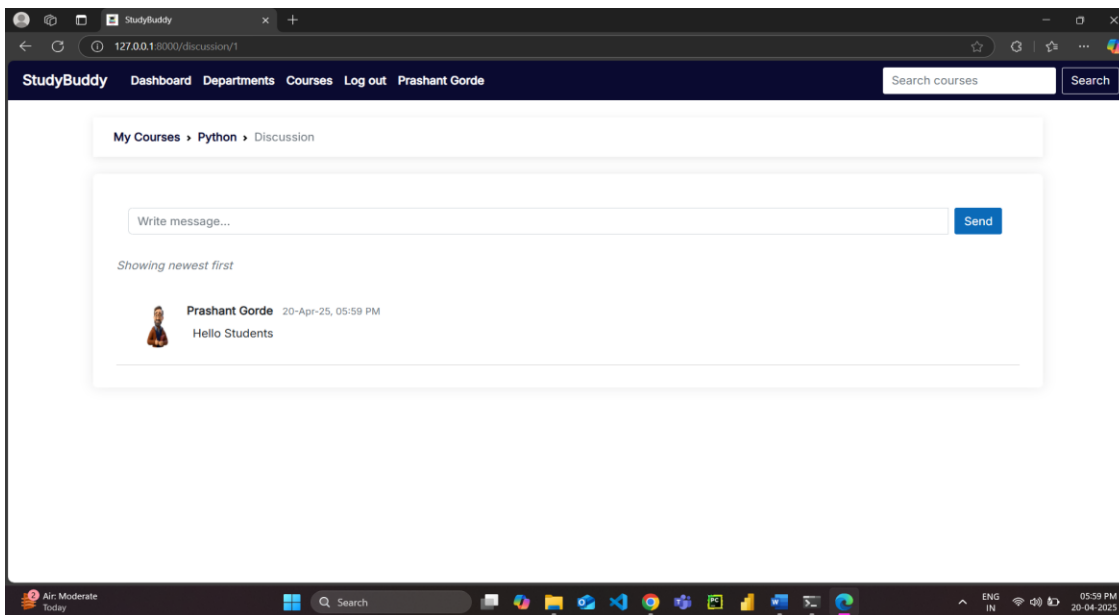 StudyBuddy
127.0.0.1:8000/discussion/1
StudyBuddy Dashboard Departments Courses Log out Prashant Gorde Search courses Search
My Courses › Python › Discussion
Write message... Send
Showing newest first
Prashant Gorde 20-Apr-25, 05:59 PM
Hello Students
2 Air: Moderate
Today
Search
PC
ENG
IN
05:59 PM
20-04-2025